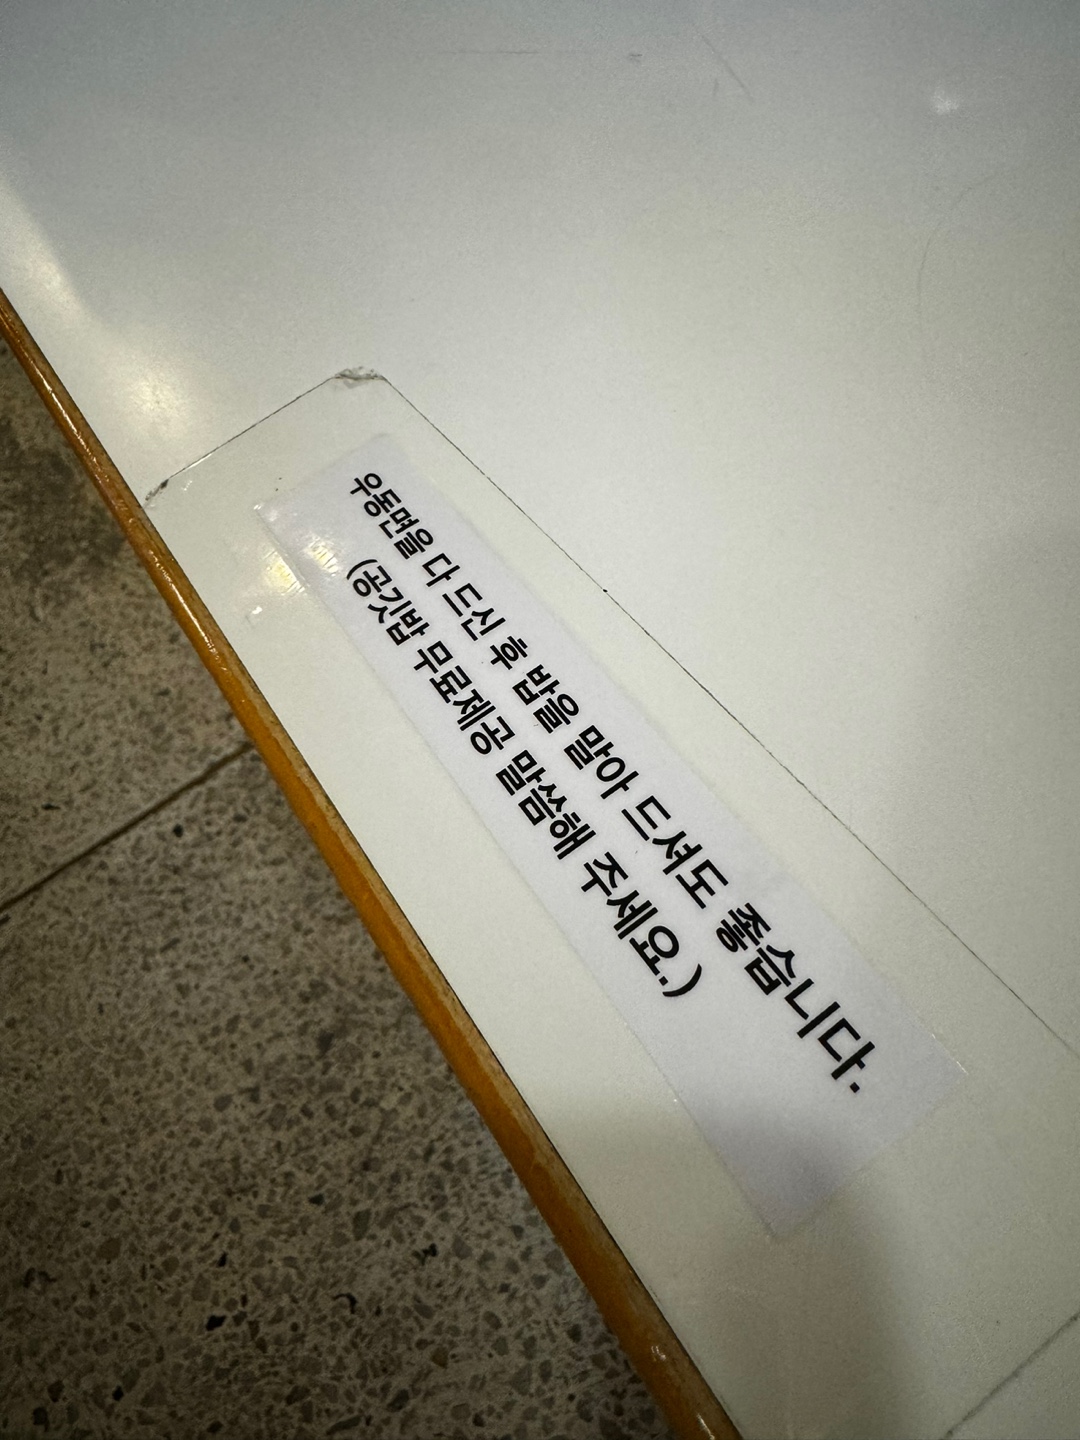 우동면을 다 드신 후 밥을 말아 드셔도 좋습니다.
(공깃밥 무료제공 말씀해 주세요.)